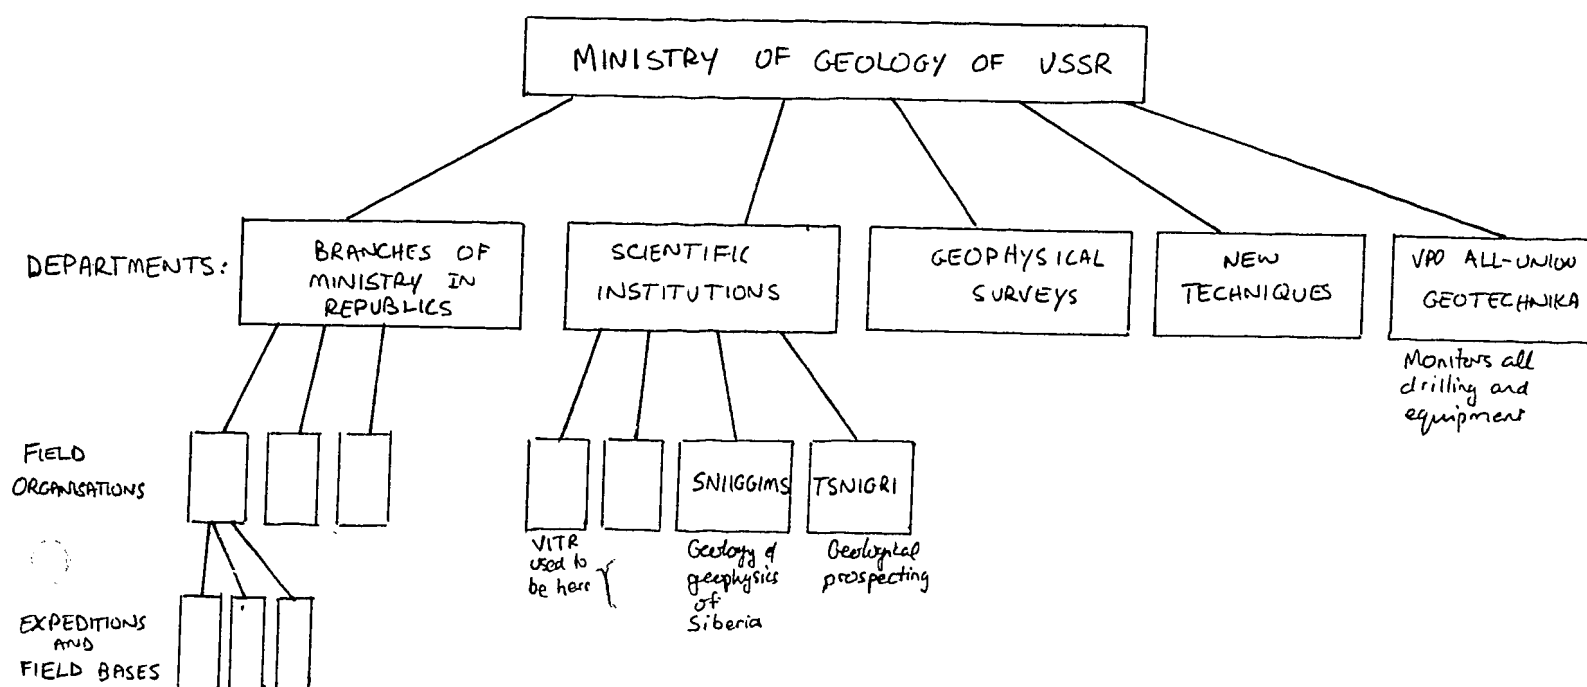 MINISTRY OF GEOLOGY OF USSR
DEPARTMENTS:
BRANCHES OF
MINISTRY IN
REPUBLICS
SCIENTIFIC
INSTITUTIONS
GEOPHYSICAL
SURVEYS
NEW
TECHNIQUES
VPO ALL-UNION
GEOTECHNIKA
Monitors all
drilling and
equipment
FIELD
ORGANISATIONS
SNIIGGIMS
TSNIGRI
VITR
used to
be here
Geology &
geophysics
of
Siberia
Geological
prospecting
EXPEDITIONS
AND
FIELD BASES